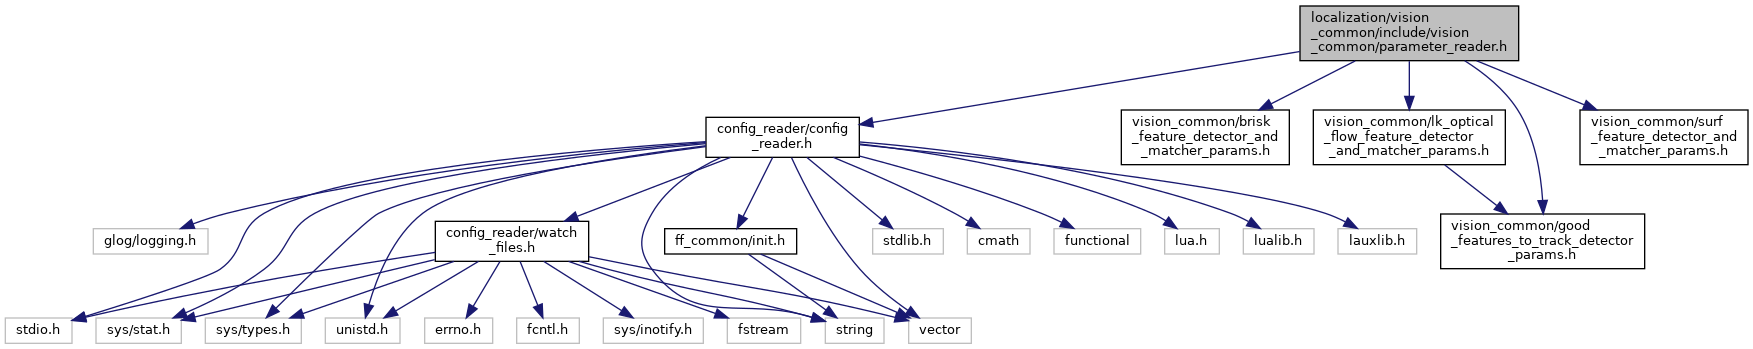 localization/vision
_common/include/vision
_common/parameter_reader.h
config_reader/config
_reader.h
vision_common/brisk
_feature_detector_and
_matcher_params.h
vision_common/lk_optical
_flow_feature_detector
_and_matcher_params.h
vision_common/surf
_feature_detector_and
_matcher_params.h
glog/logging.h
config_reader/watch
_files.h
ff_common/init.h
stdlib.h
cmath
functional
lua.h
lualib.h
lauxlib.h
vision_common/good
_features_to_track_detector
_params.h
stdio.h
sys/stat.h
sys/types.h
unistd.h
errno.h
fcntl.h
sys/inotify.h
fstream
string
vector